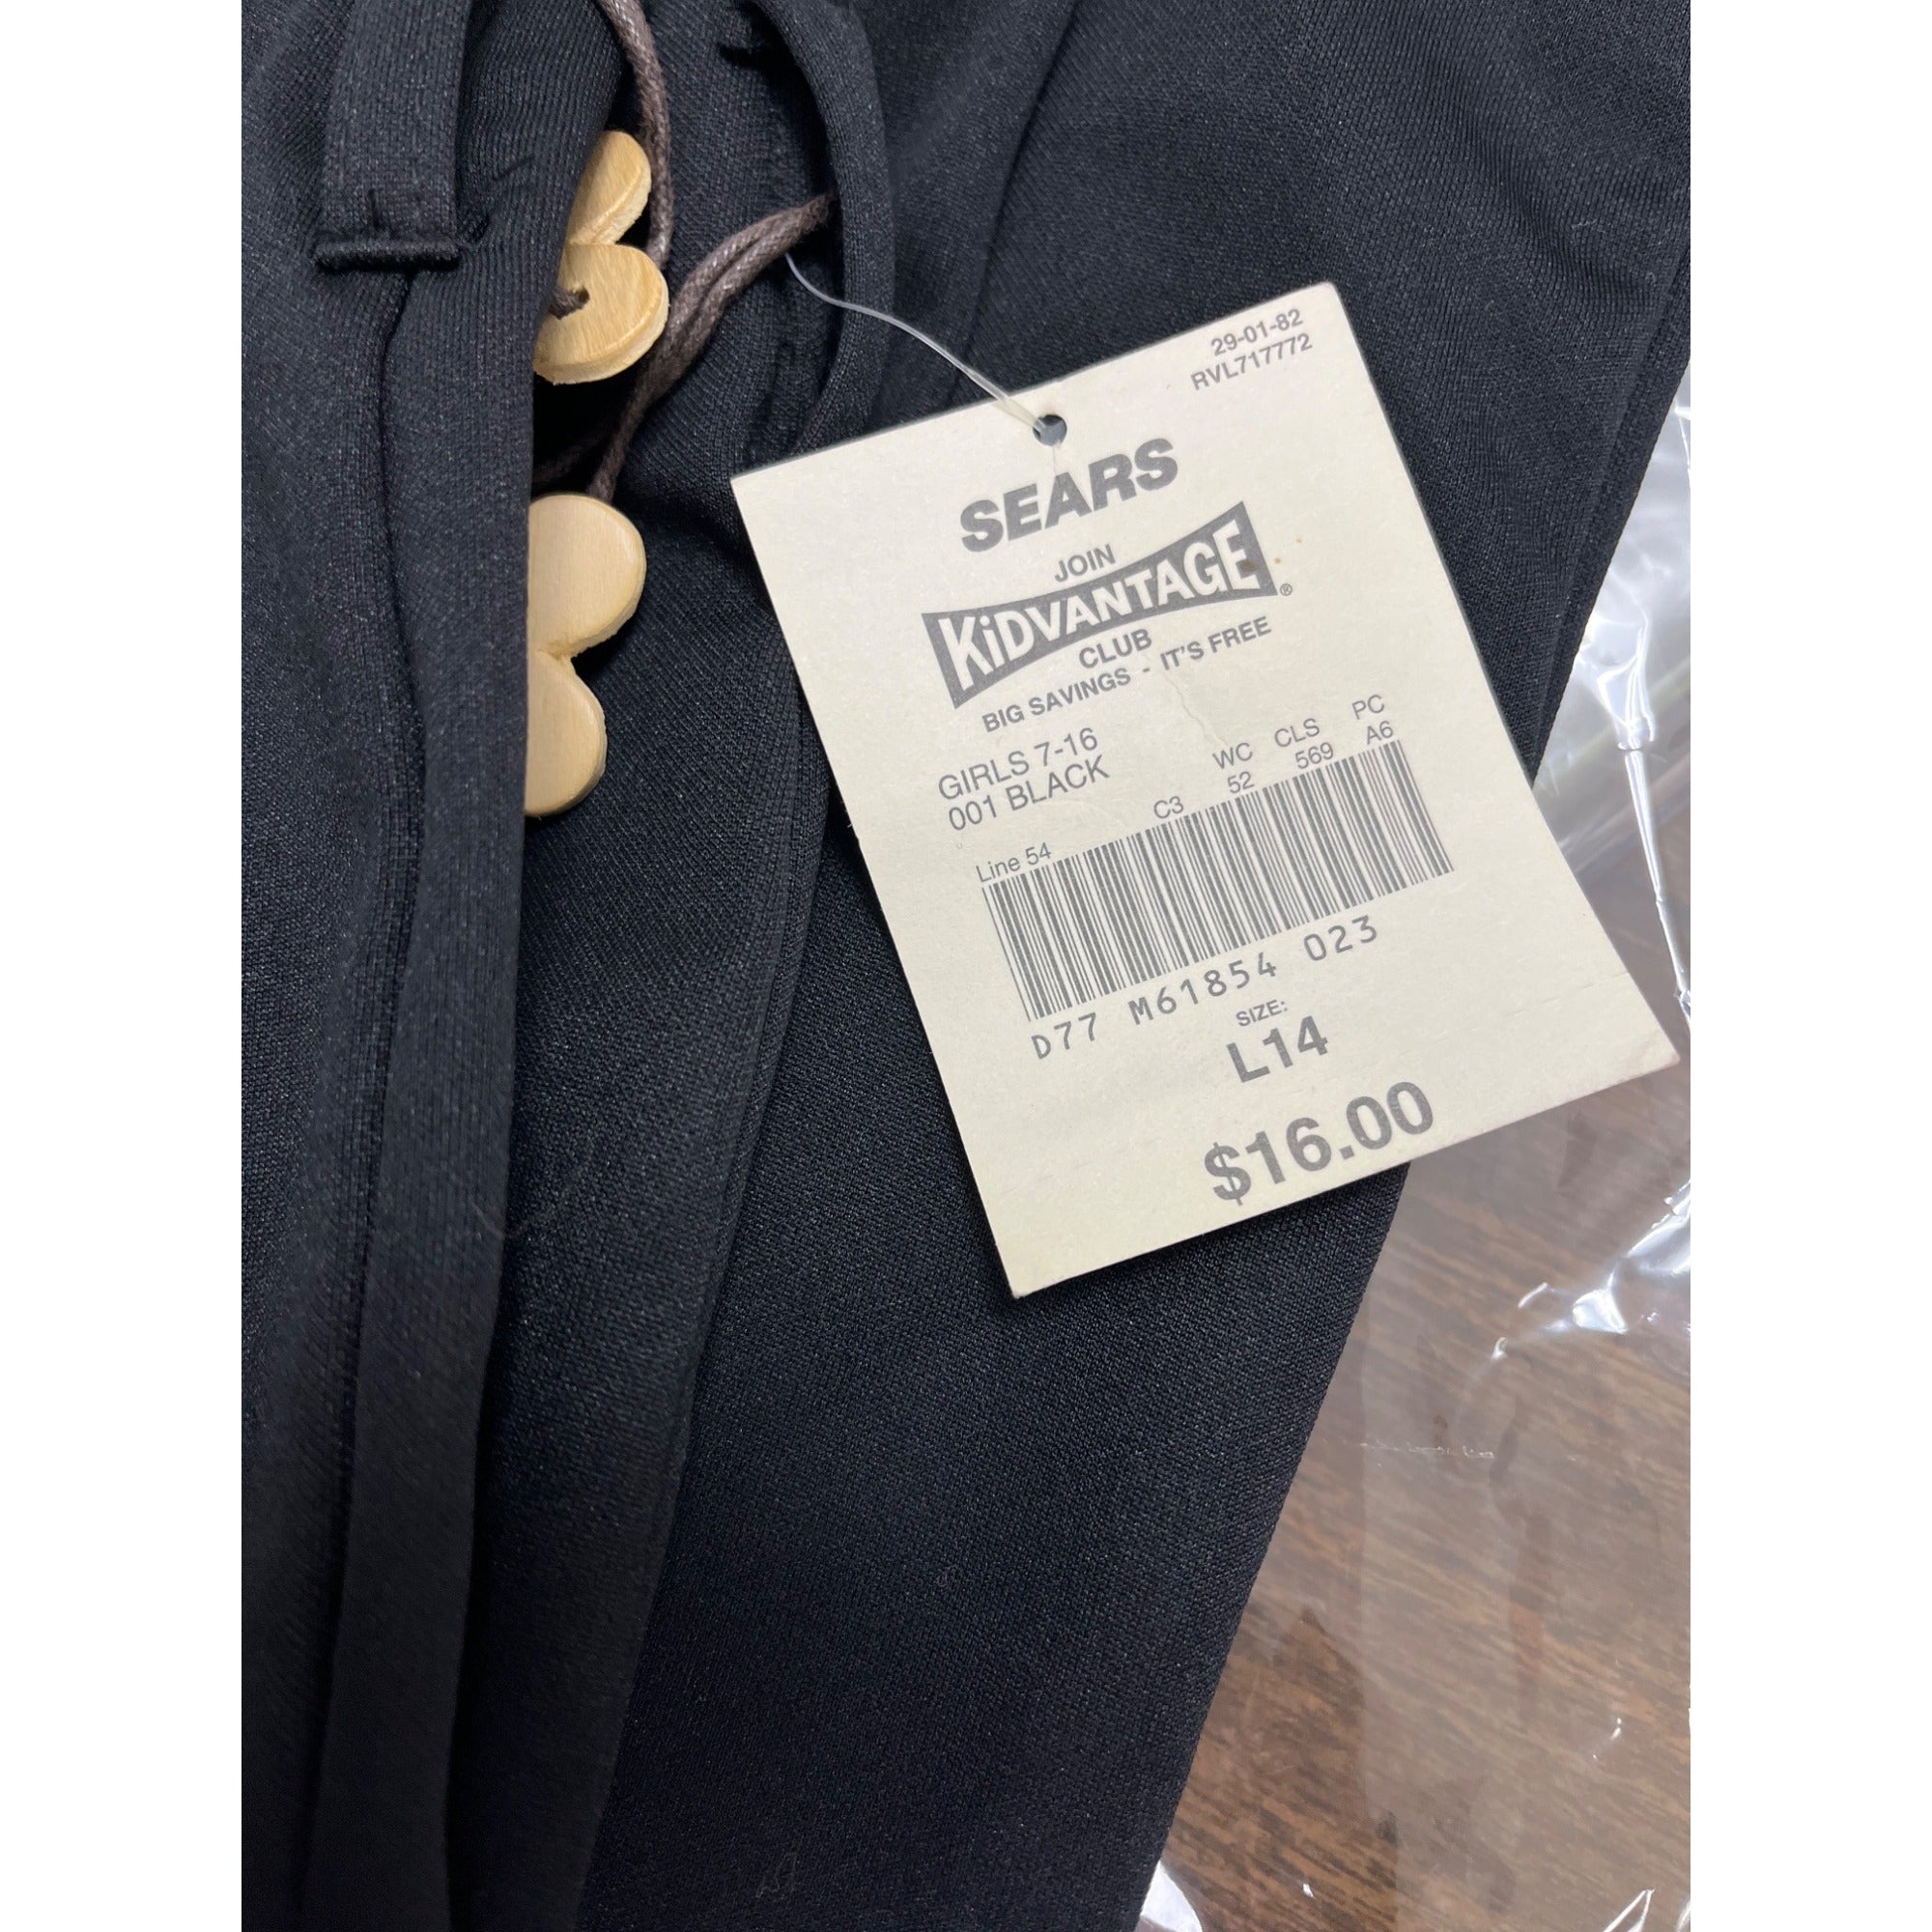 29-01-82
RVL717772
SEARS
JOIN
KiDVANTAGE®
CLUB
BIG SAVINGS - IT'S FREE
GIRLS 7-16
001 BLACK
WC CLS PC
Line 54 C3 52 569 A6
D77 M61854 023
SIZE:
L14
$16.00